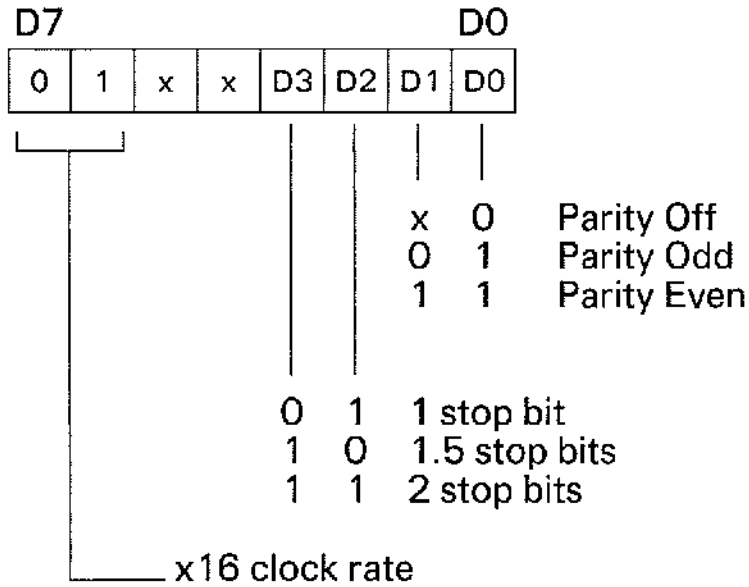 D7 D0
0 1 x x D3 D2 D1 D0
x 0 Parity Off
0 1 Parity Odd
1 1 Parity Even
0 1 1 stop bit
1 0 1.5 stop bits
1 1 2 stop bits
x16 clock rate